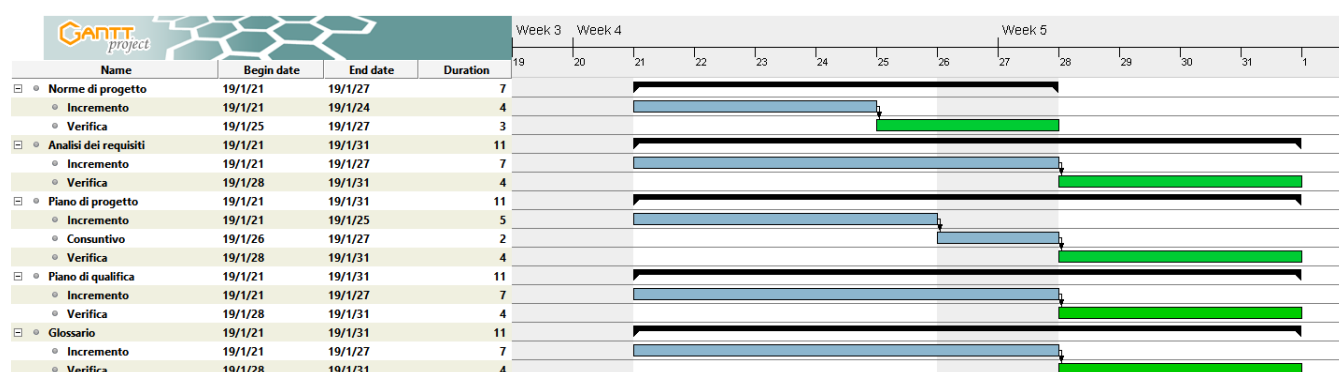 GANTT project
Week 3 Week 4 Week 5
19 20 21 22 23 24 25 26 27 28 29 30 31 1
Name Begin date End date Duration
Norme di progetto 19/1/21 19/1/27 7
Incremento 19/1/21 19/1/24 4
Verifica 19/1/25 19/1/27 3
Analisi dei requisiti 19/1/21 19/1/31 11
Incremento 19/1/21 19/1/27 7
Verifica 19/1/28 19/1/31 4
Piano di progetto 19/1/21 19/1/31 11
Incremento 19/1/21 19/1/25 5
Consuntivo 19/1/26 19/1/27 2
Verifica 19/1/28 19/1/31 4
Piano di qualifica 19/1/21 19/1/31 11
Incremento 19/1/21 19/1/27 7
Verifica 19/1/28 19/1/31 4
Glossario 19/1/21 19/1/31 11
Incremento 19/1/21 19/1/27 7
Verifica 19/1/28 19/1/31 4